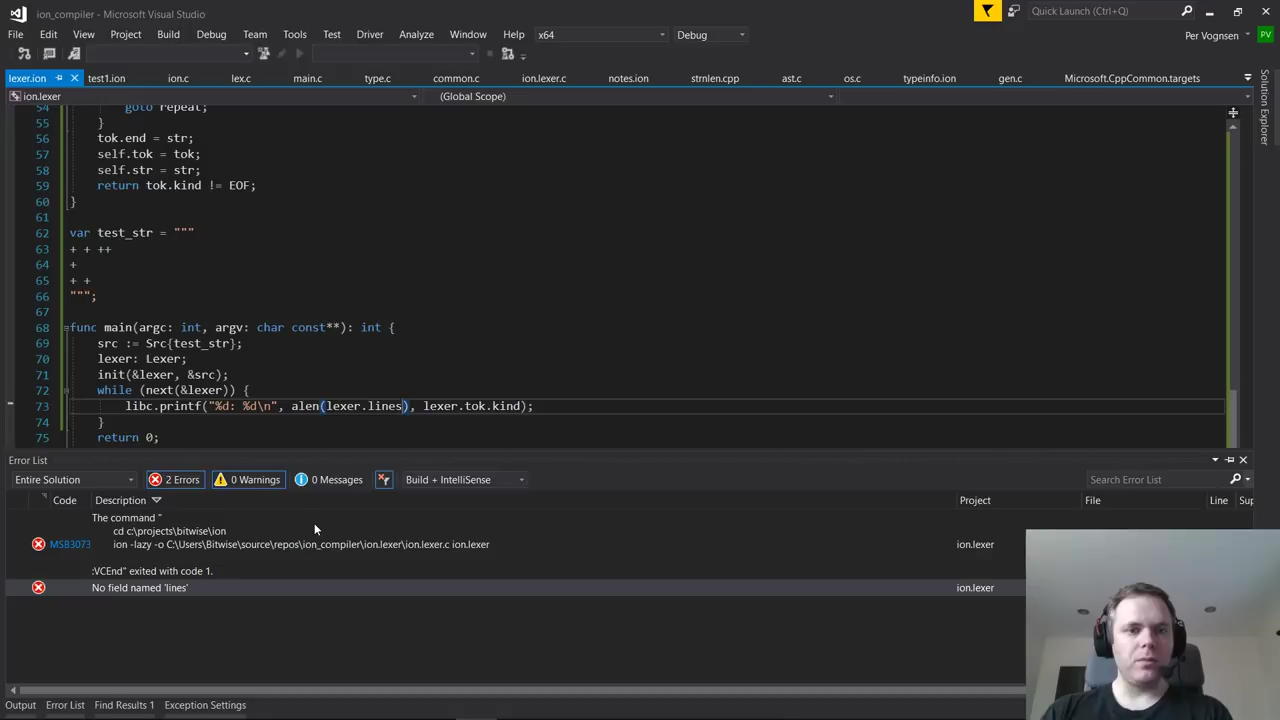 ion_compiler - Microsoft Visual Studio
Quick Launch (Ctrl+Q)
File Edit View Project Build Debug Team Tools Test Driver Analyze Window Help x64 Debug
Per Vognsen PV
lexer.ion test1.ion ion.c lex.c main.c type.c common.c ion.lexer.c notes.ion strnlen.cpp ast.c os.c typeinfo.ion gen.c Microsoft.CppCommon.targets
Solution Explorer
ion.lexer (Global Scope)
54 goto repeat;
55 }
56 tok.end = str;
57 self.tok = tok;
58 self.str = str;
59 return tok.kind != EOF;
60 }
61
62 var test_str = """
63 + + ++
64 +
65 + +
66 """;
67
68 func main(argc: int, argv: char const**): int {
69 src := Src{test_str};
70 lexer: Lexer;
71 init(&lexer, &src);
72 while (next(&lexer)) {
73 libc.printf("%d: %d\n", alen(lexer.lines), lexer.tok.kind);
74 }
75 return 0;
Error List
Entire Solution 2 Errors 0 Warnings 0 Messages Build + IntelliSense Search Error List
Code Description Project File Line Sup
The command "
cd c:\projects\bitwise\ion
MSB3073 ion -lazy -o C:\Users\Bitwise\source\repos\ion_compiler\ion.lexer\ion.lexer.c ion.lexer ion.lexer
:VCEnd" exited with code 1.
No field named 'lines' ion.lexer
Output Error List Find Results 1 Exception Settings